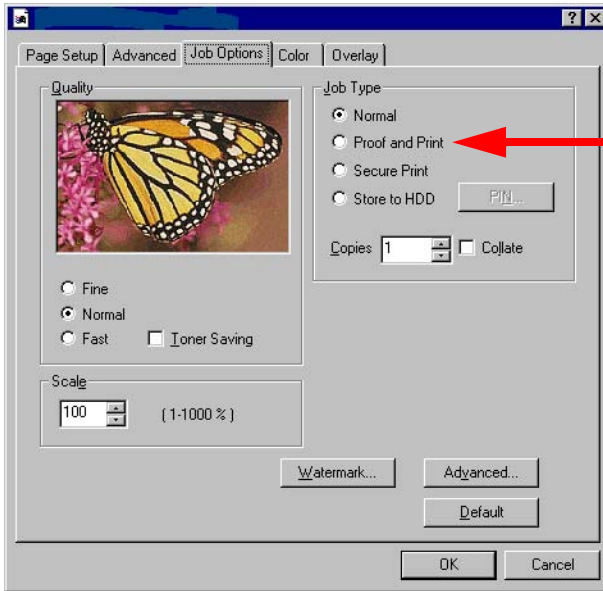 Page Setup Advanced Job Options Color Overlay
Quality
Fine
Normal
Fast Toner Saving
Scale
100 (1-1000 %)
Job Type
Normal
Proof and Print
Secure Print
Store to HDD PIN...
Copies 1 Collate
Watermark... Advanced...
Default
OK Cancel